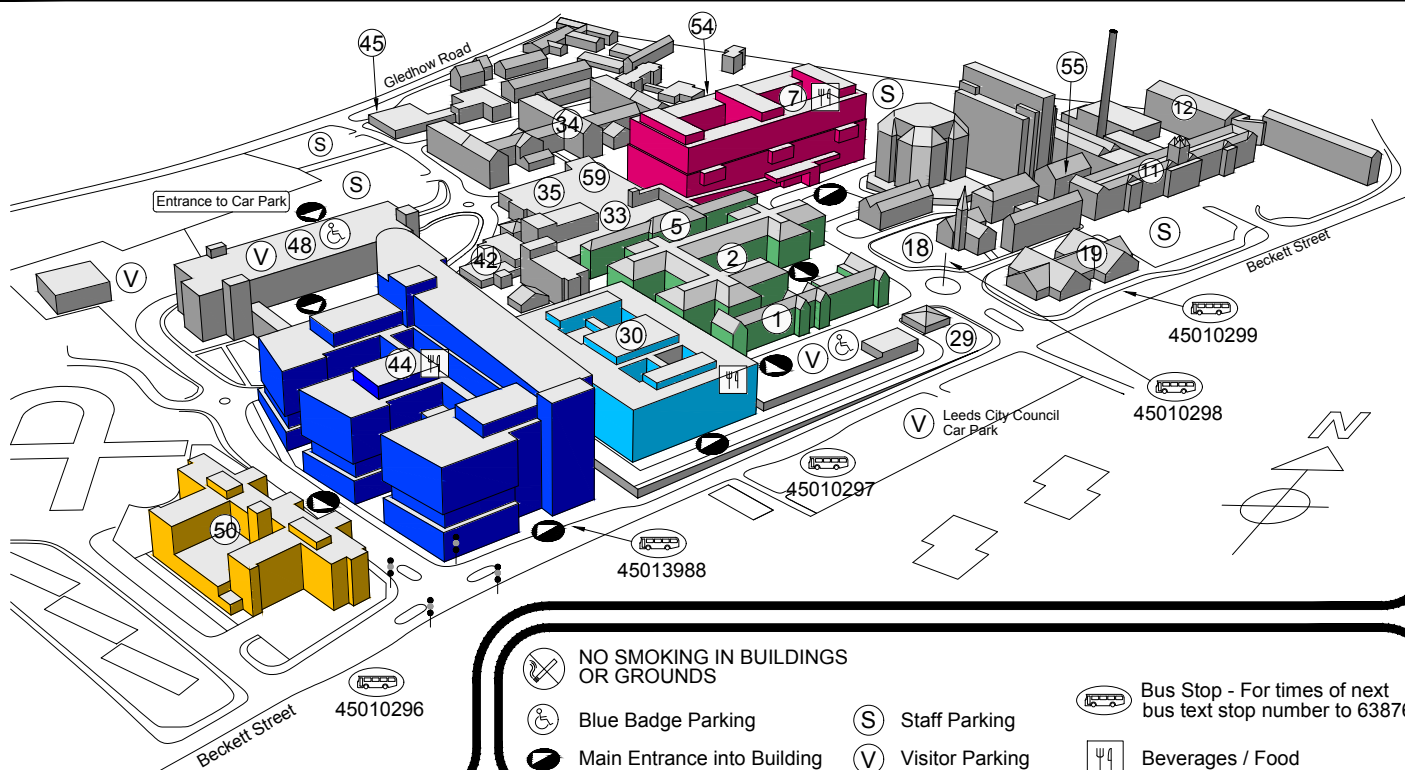 45
Gledhow Road
54
55
7
S
12
34
S
11
59
35
S
Entrance to Car Park
33
5
18
S
48
V
V
42
2
19
Beckett Street
45010299
30
1
29
44
V
45010298
V
Leeds City Council
Car Park
N
45010297
50
45013988
45010296
Beckett Street
NO SMOKING IN BUILDINGS
OR GROUNDS
Bus Stop - For times of next
bus text stop number to 63876
Blue Badge Parking
S
Staff Parking
Main Entrance into Building
V
Visitor Parking
Beverages / Food